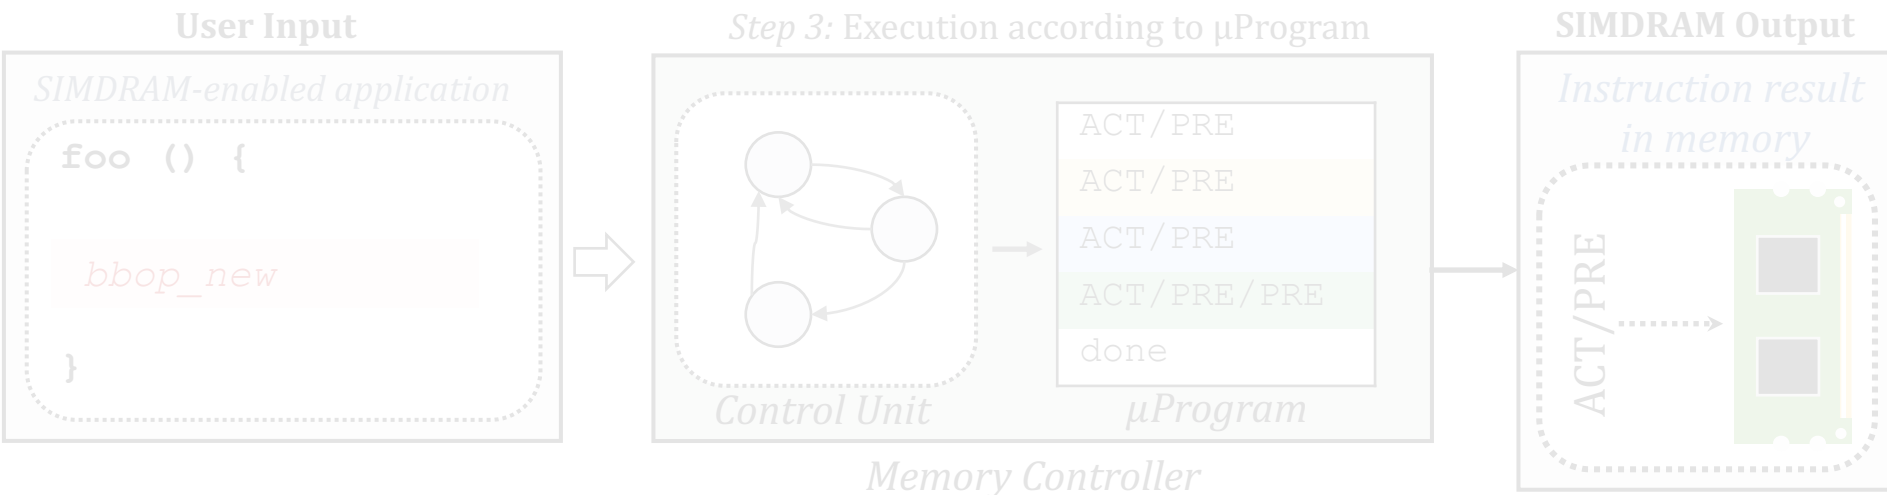 User Input
SIMDRAM-enabled application
foo () {
bbop_new
}
Step 3: Execution according to µProgram
ACT/PRE
ACT/PRE
ACT/PRE
ACT/PRE/PRE
done
Control Unit
µProgram
Memory Controller
SIMDRAM Output
Instruction result
in memory
ACT/PRE